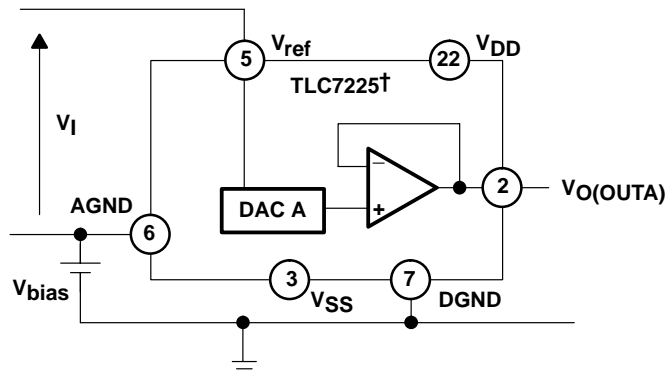 Vref
VDD
5
22
TLC7225†
VI
−
2
VO(OUTA)
AGND
DAC A
+
6
3
7
Vbias
VSS
DGND